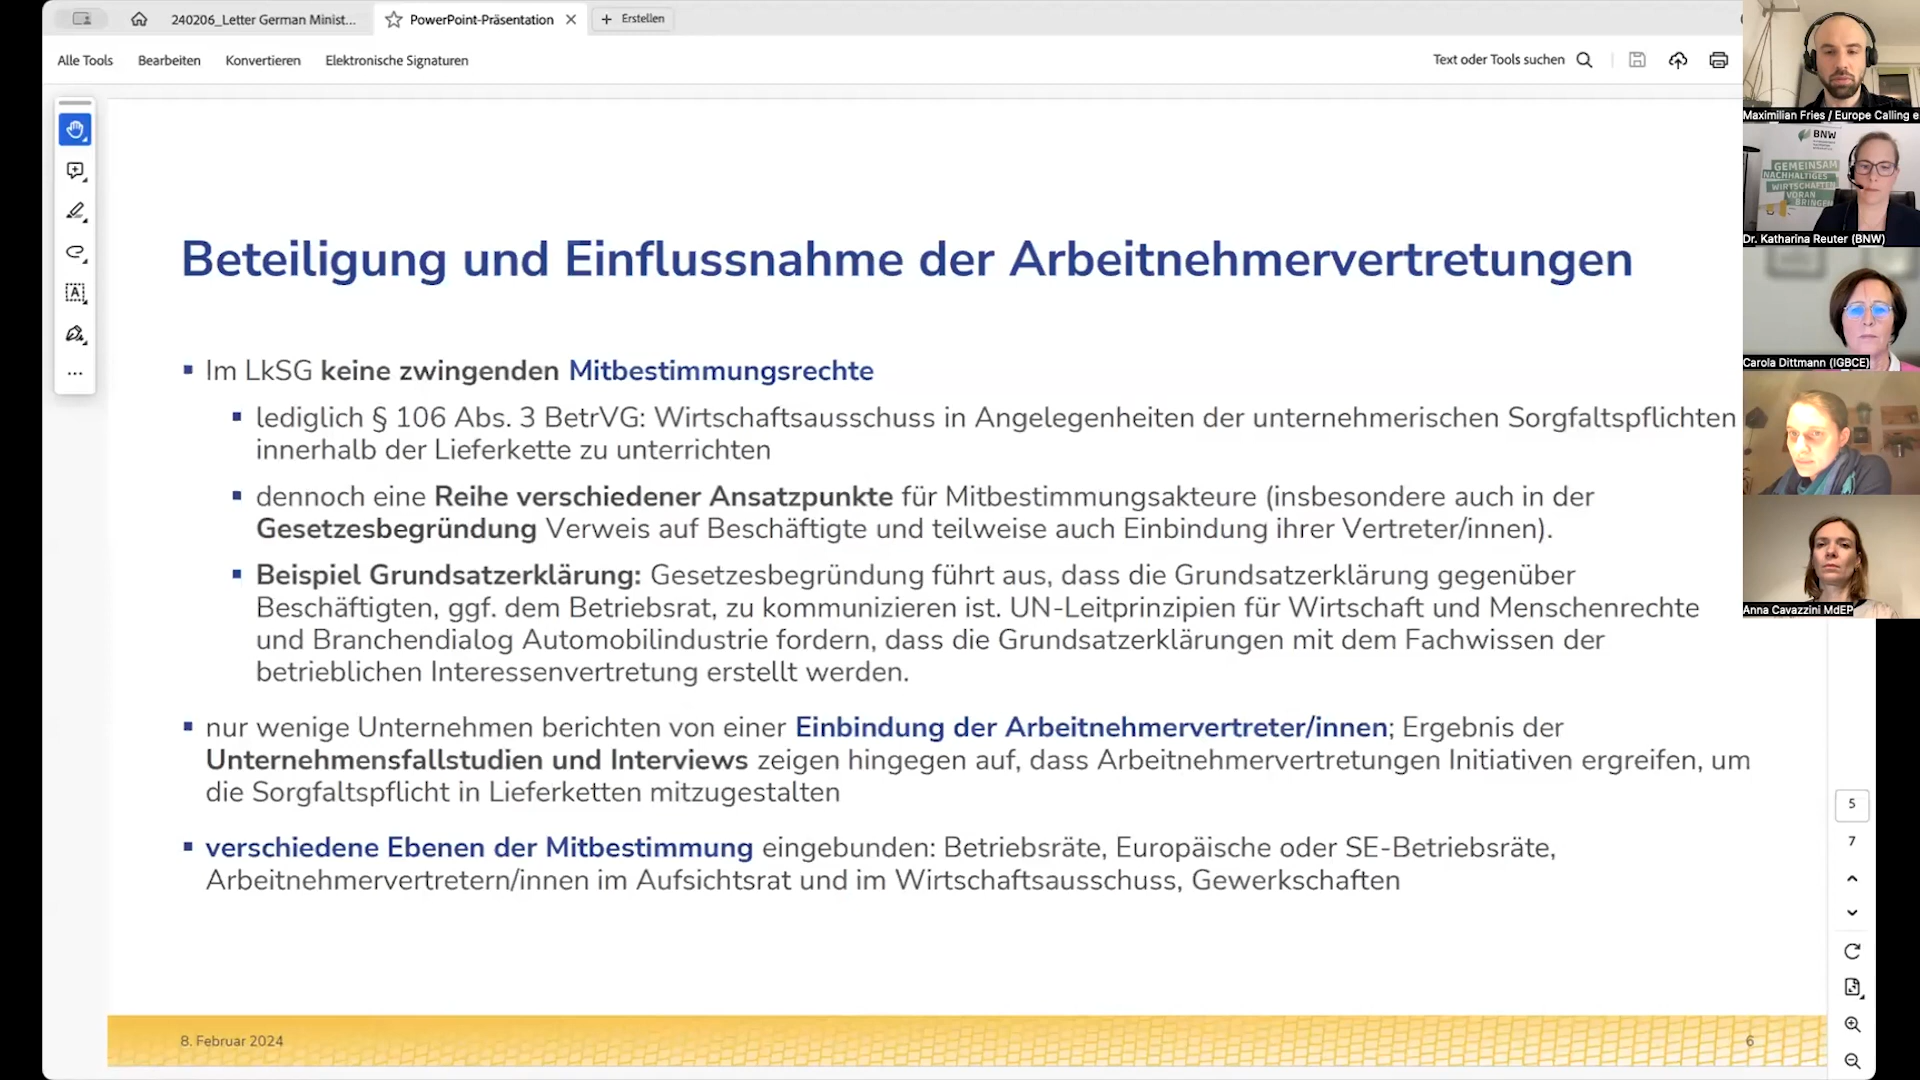 240206_Letter German Minist...
PowerPoint-Präsentation
Erstellen
Alle Tools
Bearbeiten
Konvertieren
Elektronische Signaturen
Text oder Tools suchen
Beteiligung und Einflussnahme der Arbeitnehmervertretungen
Im LkSG keine zwingenden Mitbestimmungsrechte
lediglich § 106 Abs. 3 BetrVG: Wirtschaftsausschuss in Angelegenheiten der unternehmerischen Sorgfaltspflichten
innerhalb der Lieferkette zu unterrichten
dennoch eine Reihe verschiedener Ansatzpunkte für Mitbestimmungsakteure (insbesondere auch in der
Gesetzesbegründung Verweis auf Beschäftigte und teilweise auch Einbindung ihrer Vertreter/innen).
Beispiel Grundsatzerklärung: Gesetzesbegründung führt aus, dass die Grundsatzerklärung gegenüber
Beschäftigten, ggf. dem Betriebsrat, zu kommunizieren ist. UN-Leitprinzipien für Wirtschaft und Menschenrechte
und Branchendialog Automobilindustrie fordern, dass die Grundsatzerklärungen mit dem Fachwissen der
betrieblichen Interessenvertretung erstellt werden.
nur wenige Unternehmen berichten von einer Einbindung der Arbeitnehmervertreter/innen; Ergebnis der
Unternehmensfallstudien und Interviews zeigen hingegen auf, dass Arbeitnehmervertretungen Initiativen ergreifen, um
die Sorgfaltspflicht in Lieferketten mitzugestalten
verschiedene Ebenen der Mitbestimmung eingebunden: Betriebsräte, Europäische oder SE-Betriebsräte,
Arbeitnehmervertretern/innen im Aufsichtsrat und im Wirtschaftsausschuss, Gewerkschaften
8. Februar 2024
6
5
7
Maximilian Fries / Europe Calling e
BNW
GEMEINSAM
NACHHALTIGES
WIRTSCHAFTEN
VORAN
BRINGEN
Dr. Katharina Reuter (BNW)
Carola Dittmann (IGBCE)
Anna Cavazzini MdEP